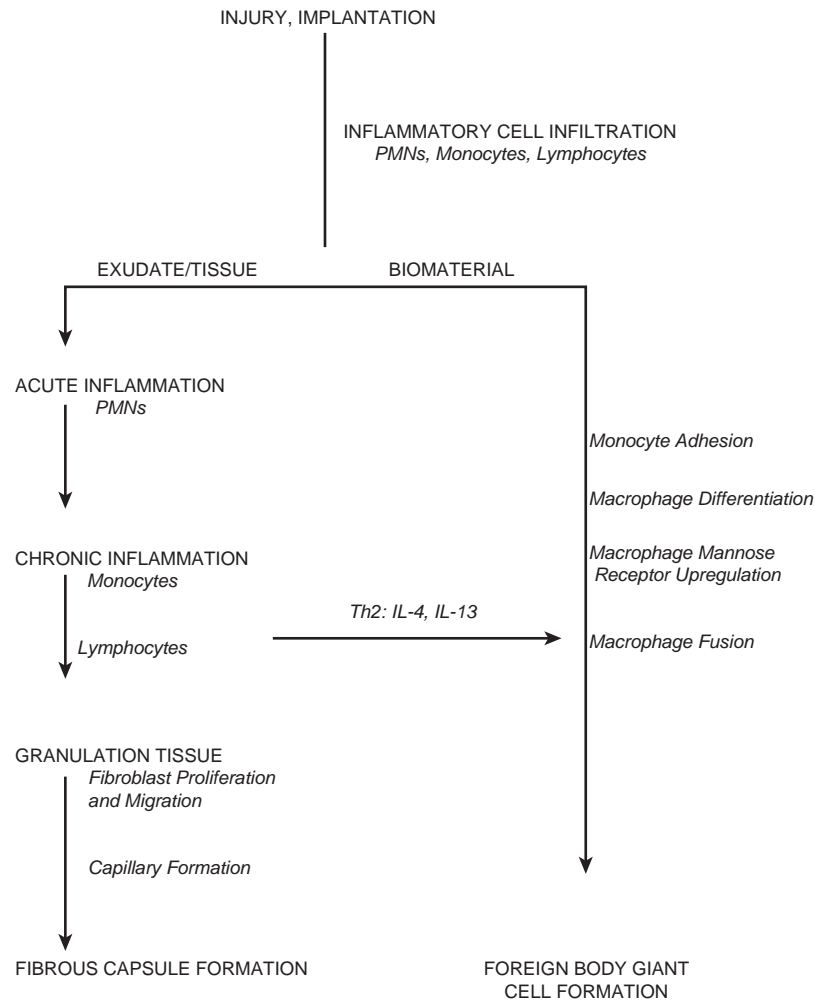 INJURY, IMPLANTATION
INFLAMMATORY CELL INFILTRATION
PMNs, Monocytes, Lymphocytes
EXUDATE/TISSUE
BIOMATERIAL
ACUTE INFLAMMATION
PMNs
Monocyte Adhesion
Macrophage Differentiation
CHRONIC INFLAMMATION
Monocytes
Macrophage Mannose
Receptor Upregulation
Th2: IL-4, IL-13
Lymphocytes
Macrophage Fusion
GRANULATION TISSUE
Fibroblast Proliferation
and Migration
Capillary Formation
FIBROUS CAPSULE FORMATION
FOREIGN BODY GIANT
CELL FORMATION